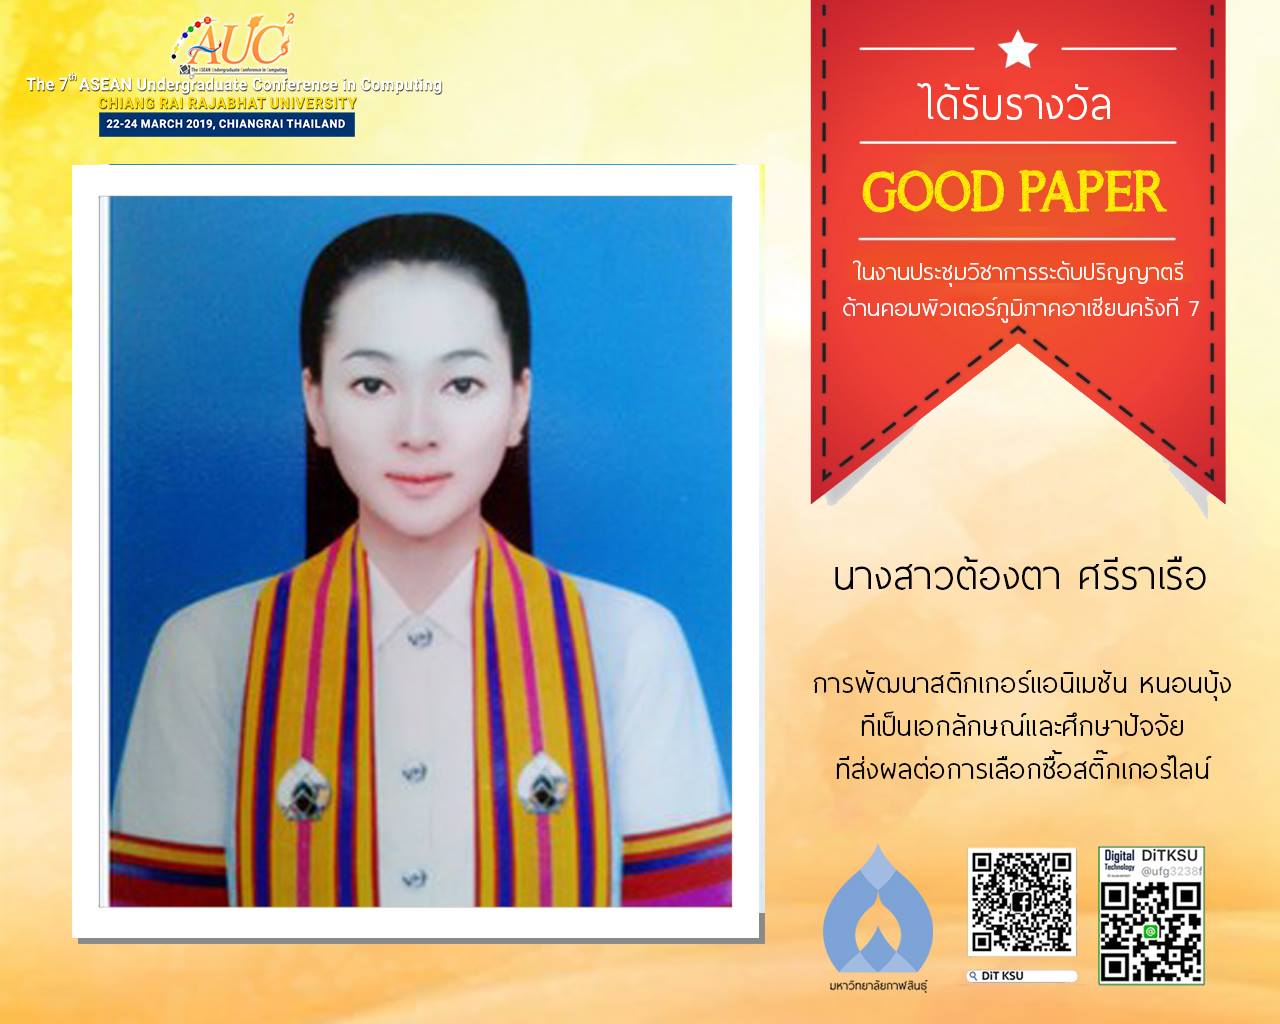 AUC2
The ASEAN Undergraduate Conference in Computing
The 7th ASEAN Undergraduate Conference in Computing
CHIANG RAI RAJABHAT UNIVERSITY
22-24 MARCH 2019, CHIANGRAI THAILAND
ได้รับรางวัล
GOOD PAPER
ในงานประชุมวิชาการระดับปริญญาตรี
ด้านคอมพิวเตอร์ภูมิภาคอาเซียนครังที 7
นางสาวต้องตา ศรีราเรือ
การพัฒนาสติกเกอร์แอนิเมชัน หนอนบุ้ง
ทีเป็นเอกลักษณ์และศึกษาปัจจัย
ทีส่งผลต่อการเลือกซื้อสติ๊กเกอร์ไลน์
มหาวิทยาลัยกาฬสินธุ์
DiT KSU
Digital
Technology
DiTKSU
@ufg3238f